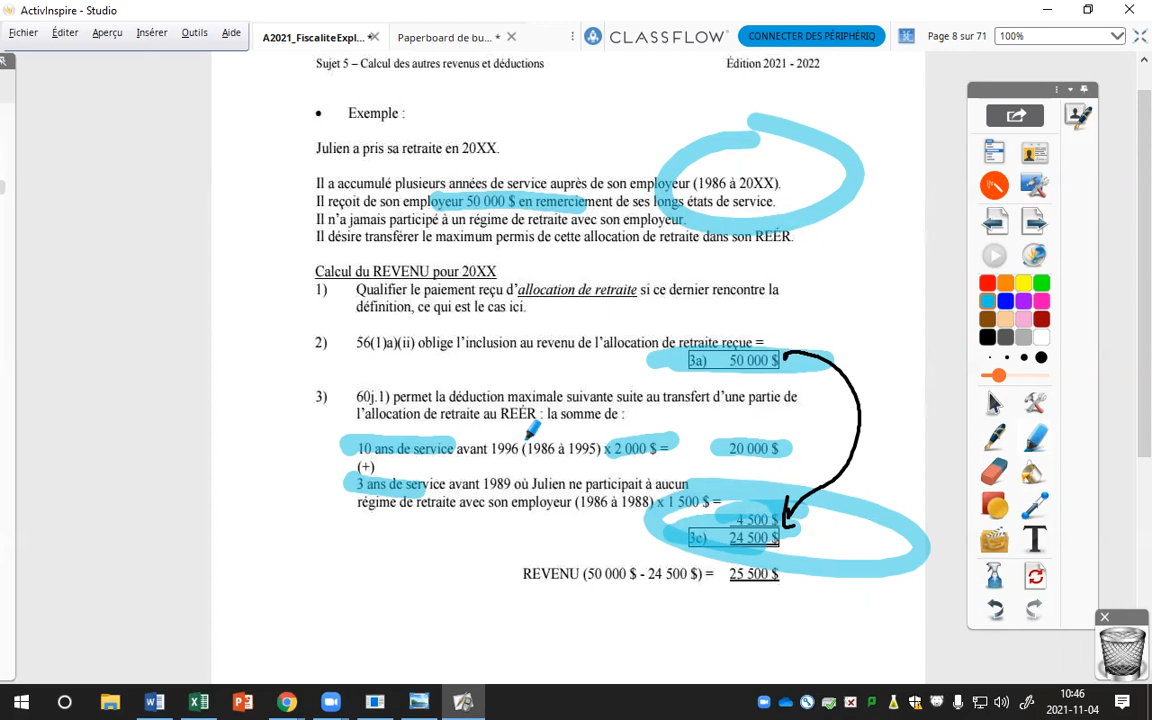 ActivInspire - Studio
Fichier Éditer Aperçu Insérer Outils Aide
A2021_FiscaliteExpl... *
Paperboard de bu... *
CLASSFLOW
CONNECTER DES PÉRIPHÉRIQ
Page 8 sur 71
100%
Sujet 5 – Calcul des autres revenus et déductions Édition 2021 - 2022
• Exemple :
Julien a pris sa retraite en 20XX.
Il a accumulé plusieurs années de service auprès de son employeur (1986 à 20XX).
Il reçoit de son employeur 50 000 $ en remerciement de ses longs états de service.
Il n’a jamais participé à un régime de retraite avec son employeur.
Il désire transférer le maximum permis de cette allocation de retraite dans son REÉR.
Calcul du REVENU pour 20XX
1) Qualifier le paiement reçu d’allocation de retraite si ce dernier rencontre la
définition, ce qui est le cas ici.
2) 56(1)a)(ii) oblige l’inclusion au revenu de l’allocation de retraite reçue =
3a) 50 000 $
3) 60j.1) permet la déduction maximale suivante suite au transfert d’une partie de
l’allocation de retraite au REÉR : la somme de :
10 ans de service avant 1996 (1986 à 1995) x 2 000 $ = 20 000 $
(+)
3 ans de service avant 1989 où Julien ne participait à aucun
régime de retraite avec son employeur (1986 à 1988) x 1 500 $ =
4 500 $
3c) 24 500 $
REVENU (50 000 $ - 24 500 $) = 25 500 $
10:46
2021-11-04